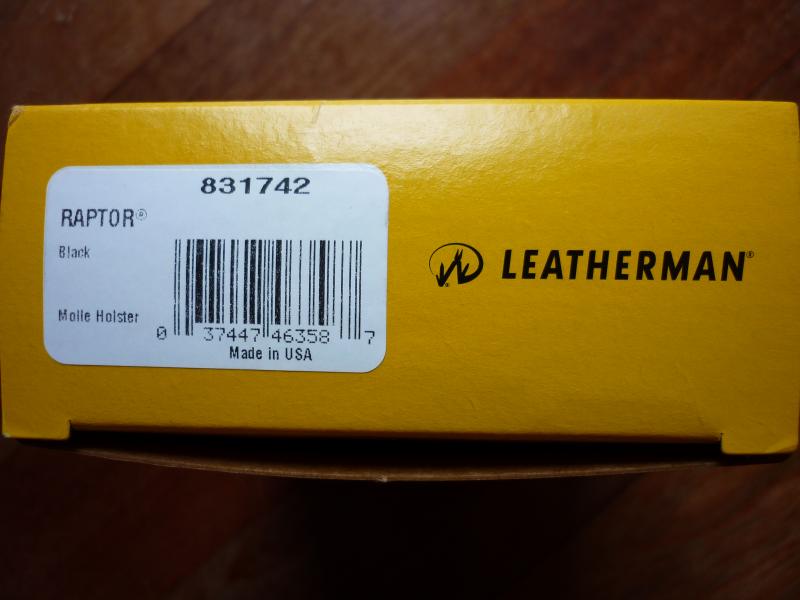 831742
RAPTOR®
Black
Molle Holster
0 37447 46358 7
Made in USA
LEATHERMAN®